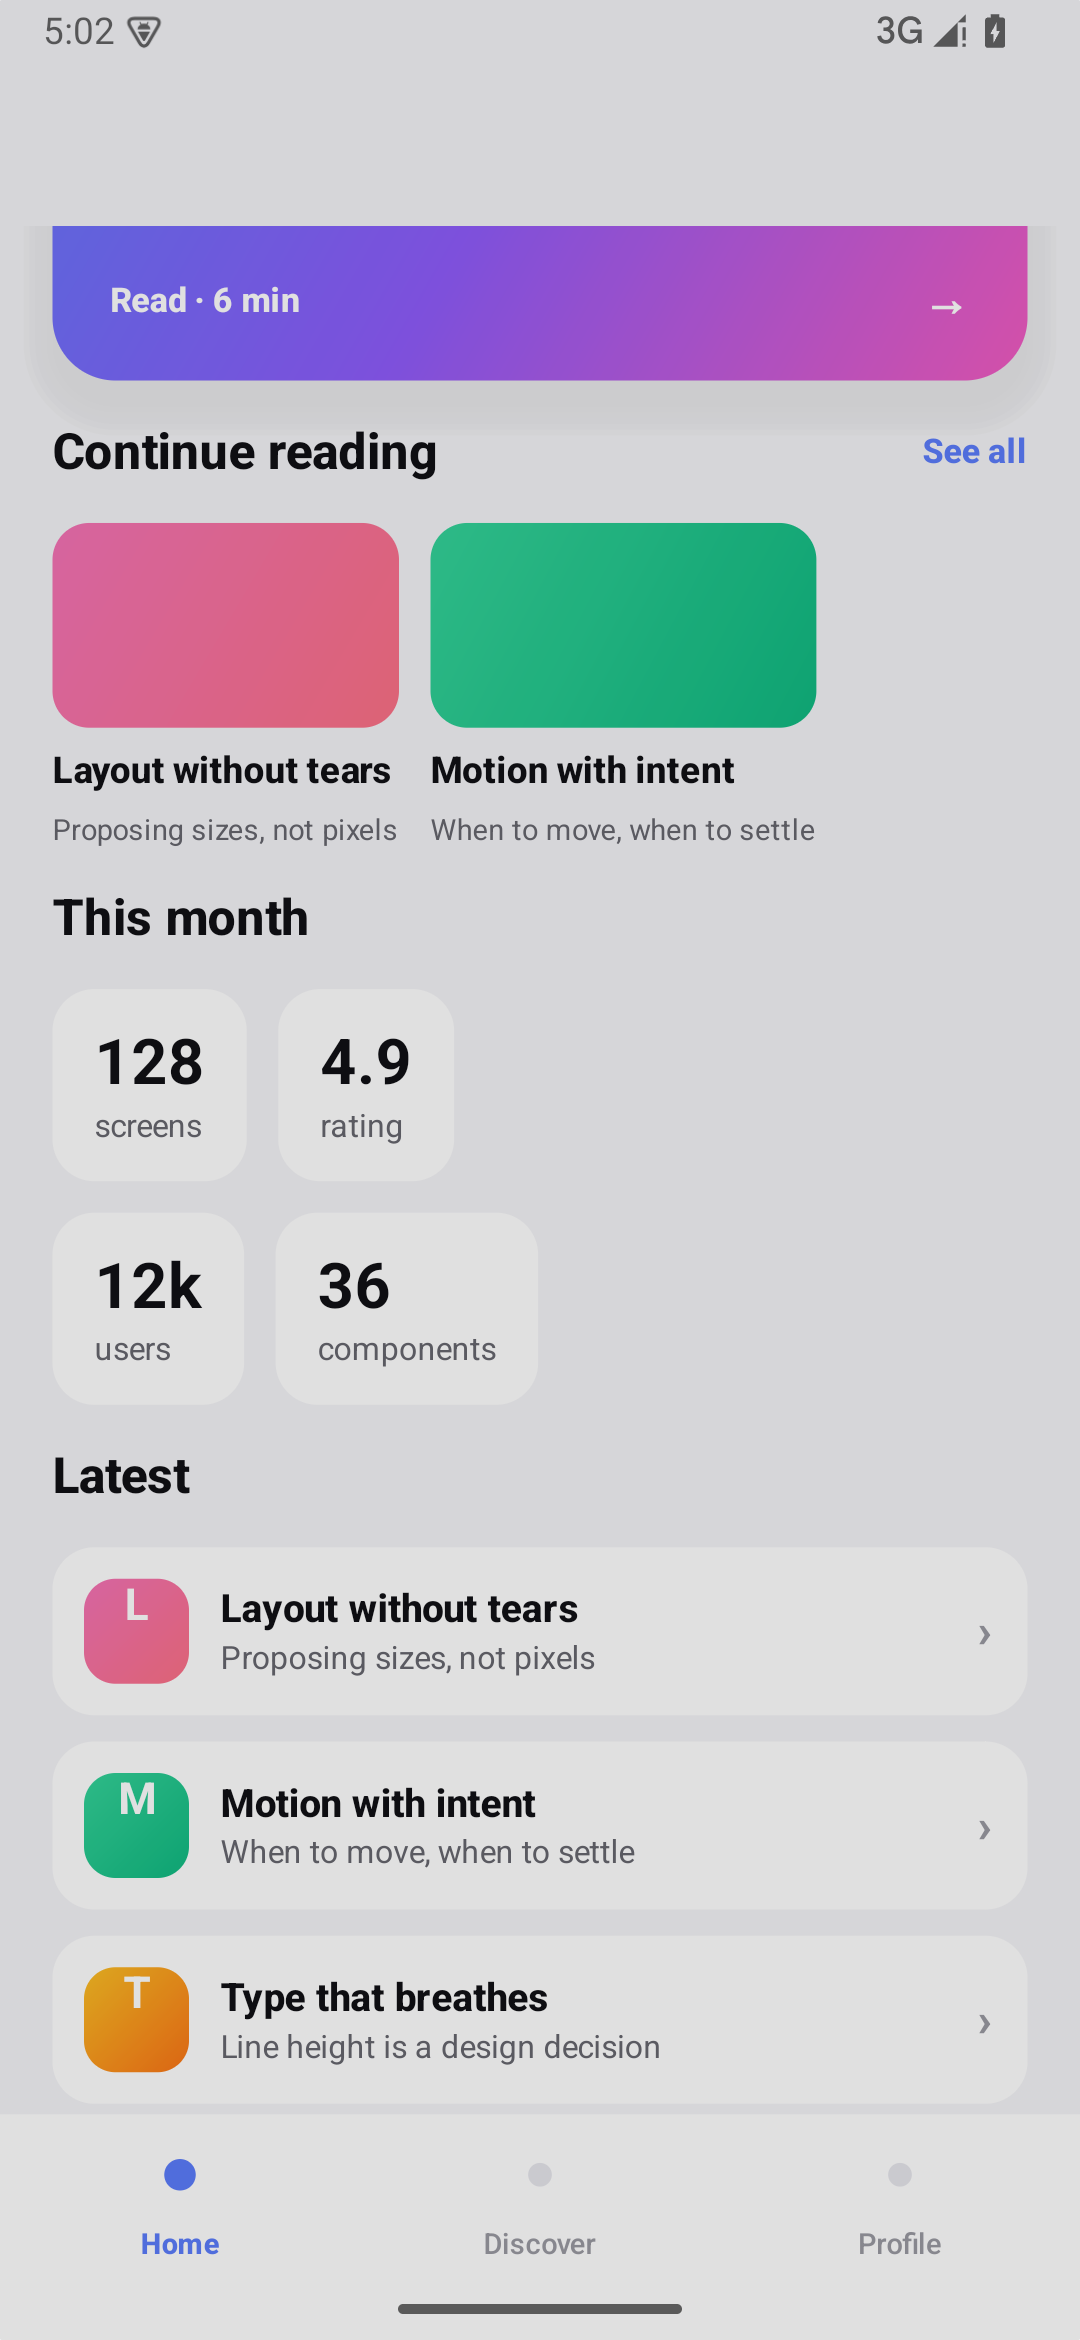 5:02
3G
Read · 6 min
→
Continue reading
See all
Layout without tears
Proposing sizes, not pixels
Motion with intent
When to move, when to settle
This month
128
screens
4.9
rating
12k
users
36
components
Latest
L
Layout without tears
Proposing sizes, not pixels
›
M
Motion with intent
When to move, when to settle
›
T
Type that breathes
Line height is a design decision
›
Home
Discover
Profile